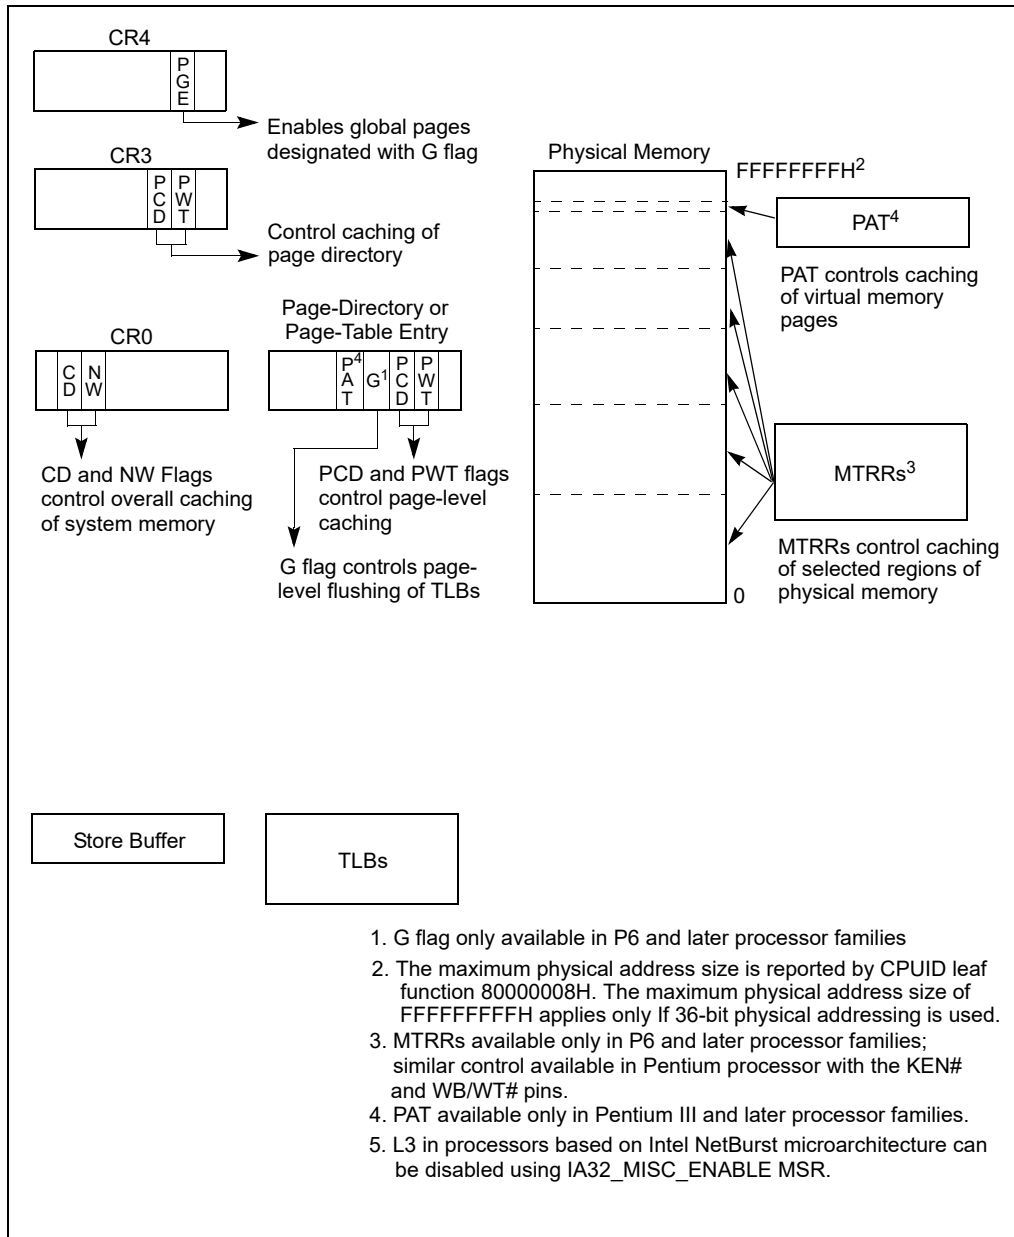 CR4
PGE
Enables global pages
designated with G flag
CR3
PCD PWT
Control caching of
page directory
CR0
CD NW
CD and NW Flags
control overall caching
of system memory
Page-Directory or
Page-Table Entry
PAT4 G1 PCD PWT
PCD and PWT flags
control page-level
caching
G flag controls page-
level flushing of TLBs
Physical Memory
FFFFFFFFH2
PAT4
PAT controls caching
of virtual memory
pages
MTRRs3
MTRRs control caching
of selected regions of
physical memory
0
Store Buffer
TLBs
1. G flag only available in P6 and later processor families
2. The maximum physical address size is reported by CPUID leaf
function 80000008H. The maximum physical address size of
FFFFFFFFFH applies only If 36-bit physical addressing is used.
3. MTRRs available only in P6 and later processor families;
similar control available in Pentium processor with the KEN#
and WB/WT# pins.
4. PAT available only in Pentium III and later processor families.
5. L3 in processors based on Intel NetBurst microarchitecture can
be disabled using IA32_MISC_ENABLE MSR.